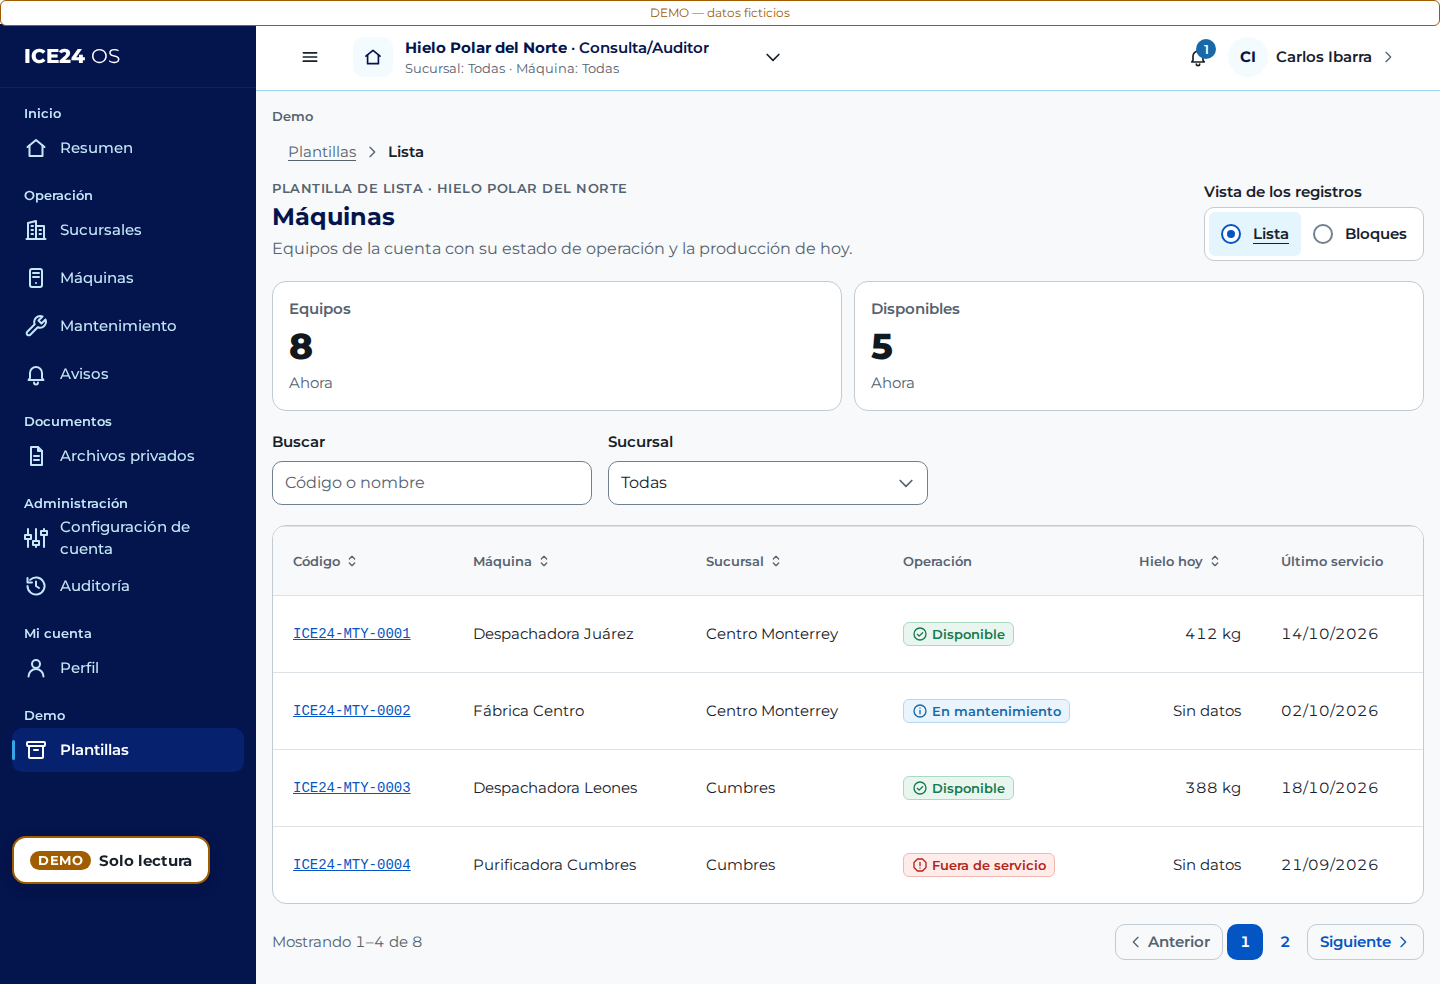 DEMO — datos ficticios
ICE24 OS
Inicio
Resumen
Operación
Sucursales
Máquinas
Mantenimiento
Avisos
Documentos
Archivos privados
Administración
Configuración de
cuenta
Auditoría
Mi cuenta
Perfil
Demo
Plantillas
DEMO Solo lectura
Hielo Polar del Norte · Consulta/Auditor
Sucursal: Todas · Máquina: Todas
1
CI Carlos Ibarra
Demo
Plantillas > Lista
PLANTILLA DE LISTA · HIELO POLAR DEL NORTE
Máquinas
Equipos de la cuenta con su estado de operación y la producción de hoy.
Vista de los registros
Lista Bloques
Equipos
8
Ahora
Disponibles
5
Ahora
Buscar
Código o nombre
Sucursal
Todas
Código Máquina Sucursal Operación Hielo hoy Último servicio
ICE24-MTY-0001 Despachadora Juárez Centro Monterrey Disponible 412 kg 14/10/2026
ICE24-MTY-0002 Fábrica Centro Centro Monterrey En mantenimiento Sin datos 02/10/2026
ICE24-MTY-0003 Despachadora Leones Cumbres Disponible 388 kg 18/10/2026
ICE24-MTY-0004 Purificadora Cumbres Cumbres Fuera de servicio Sin datos 21/09/2026
Mostrando 1–4 de 8
Anterior 1 2 Siguiente